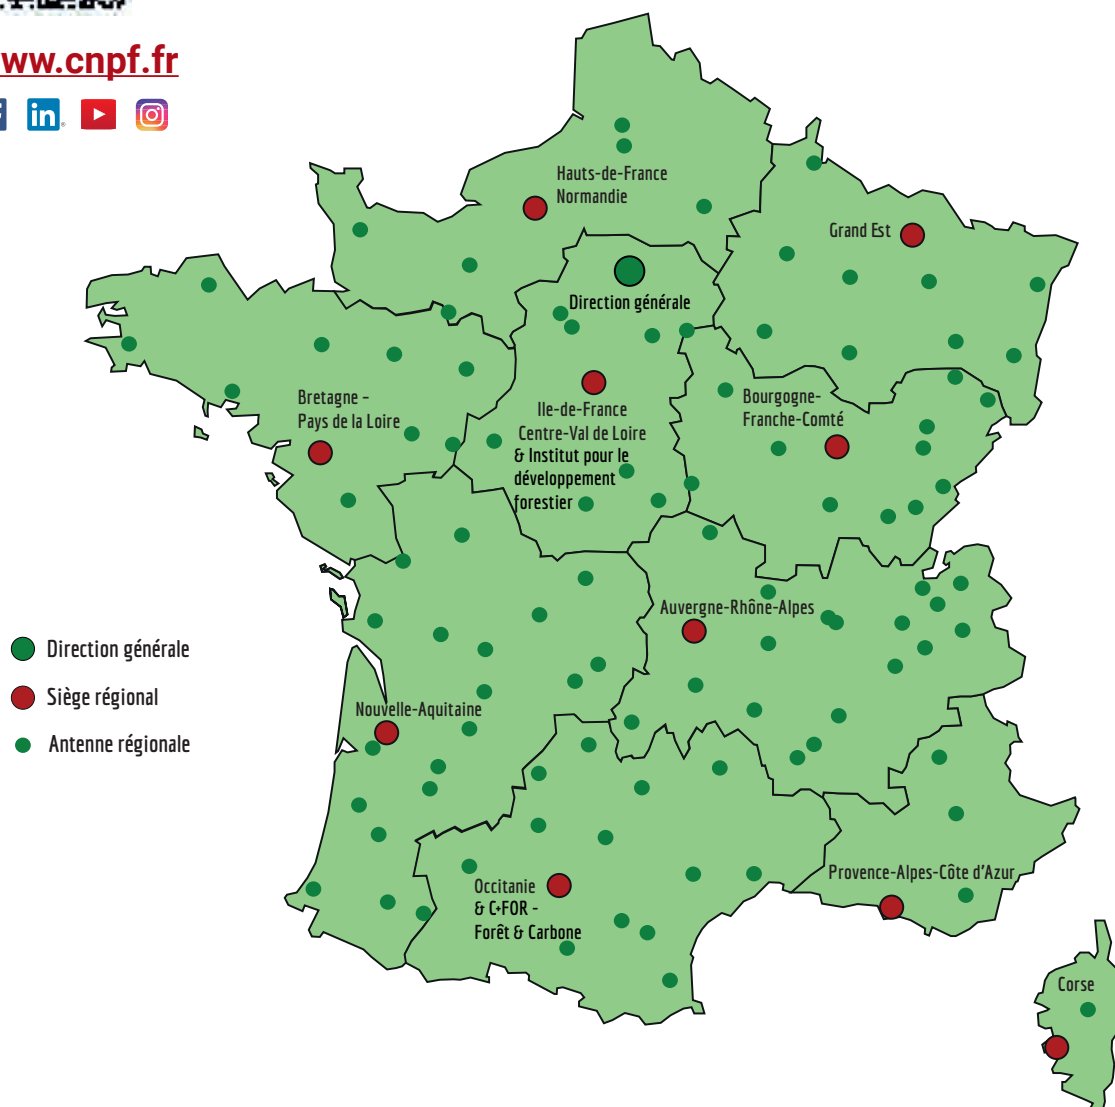 ww.cnpf.fr
in
Hauts-de-France
Normandie
Grand Est
Direction générale
Bretagne –
Pays de la Loire
Ile-de-France
Centre-Val de Loire
& Institut pour le
développement
forestier
Bourgogne-
Franche-Comté
Auvergne-Rhône-Alpes
Direction générale
Siège régional
Antenne régionale
Nouvelle-Aquitaine
Occitanie
& C+FOR -
Forêt & Carbone
Provence-Alpes-Côte d'Azur
Corse